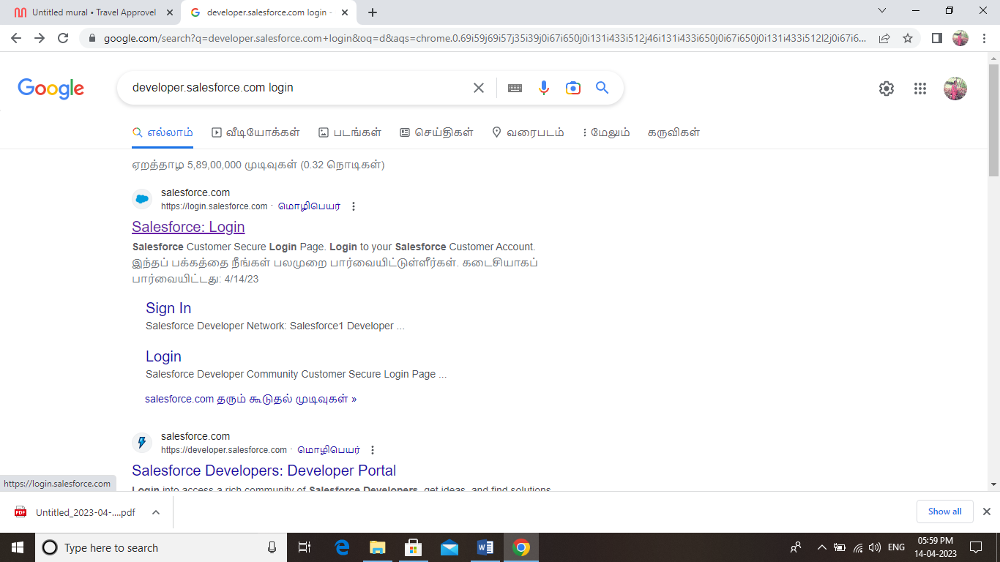 Untitled mural • Travel Approvel
developer.salesforce.com login -
google.com/search?q=developer.salesforce.com+login&oq=d&aqs=chrome.0.69i59j69i57j35i39j0i67i650j0i131i433i512j46i131i433i650j0i67i650j0i131i433i512l2j0i67i6...
Google
developer.salesforce.com login
எல்லாம் வீடியோக்கள் படங்கள் செய்திகள் வரைபடம் மேலும் கருவிகள்
ஏறத்தாழ 5,89,00,000 முடிவுகள் (0.32 நொடிகள்)
salesforce.com
https://login.salesforce.com · மொழிபெயர்
Salesforce: Login
Salesforce Customer Secure Login Page. Login to your Salesforce Customer Account.
இந்தப் பக்கத்தை நீங்கள் பலமுறை பார்வையிட்டுள்ளீர்கள். கடைசியாகப்
பார்வையிட்டது: 4/14/23
Sign In
Salesforce Developer Network: Salesforce1 Developer ...
Login
Salesforce Developer Community Customer Secure Login Page ...
salesforce.com தரும் கூடுதல் முடிவுகள் »
salesforce.com
https://developer.salesforce.com · மொழிபெயர்
Salesforce Developers: Developer Portal
Login into access a rich community of Salesforce Developers, get ideas, and find solutions
https://login.salesforce.com
PDF Untitled_2023-04-....pdf
Show all
Type here to search
ENG
05:59 PM
14-04-2023